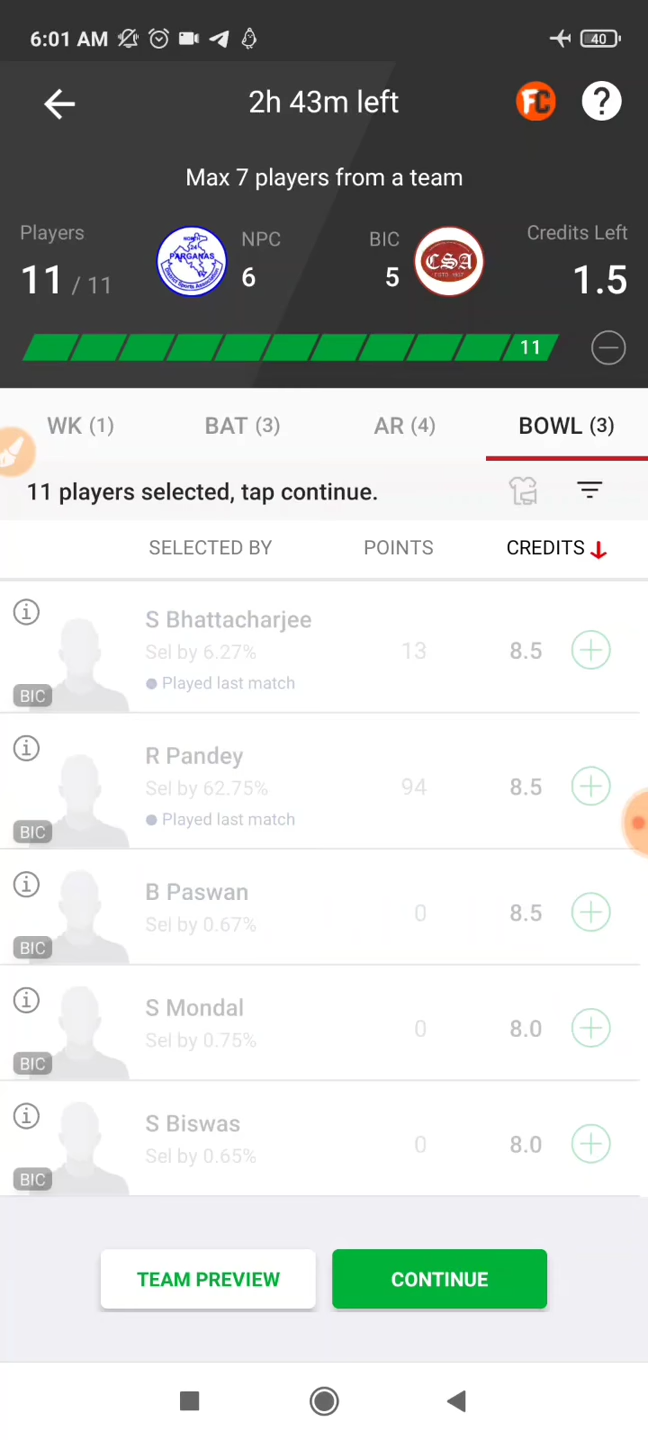 6:01 AM
40
2h 43m left
FC
?
Max 7 players from a team
Players
NPC
BIC
Credits Left
11 / 11
6
5
1.5
PARGANAS
CSA
11
WK (1)
BAT (3)
AR (4)
BOWL (3)
11 players selected, tap continue.
SELECTED BY
POINTS
CREDITS
S Bhattacharjee
Sel by 6.27%
13
8.5
Played last match
BIC
R Pandey
Sel by 62.75%
94
8.5
Played last match
BIC
B Paswan
Sel by 0.67%
0
8.5
BIC
S Mondal
Sel by 0.75%
0
8.0
BIC
S Biswas
Sel by 0.65%
0
8.0
BIC
TEAM PREVIEW
CONTINUE